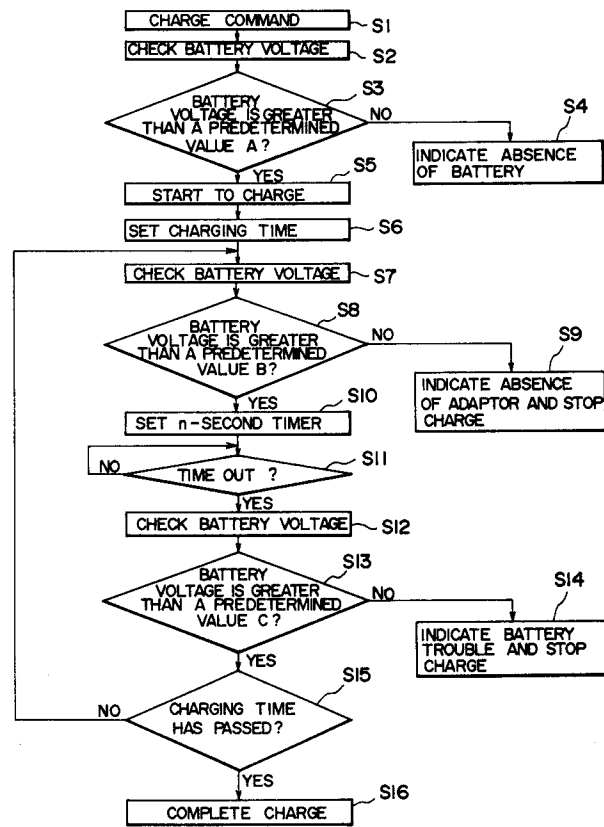 CHARGE COMMAND
S1
CHECK BATTERY VOLTAGE
S2
S3
BATTERY
VOLTAGE IS GREATER
THAN A PREDETERMINED
VALUE A?
NO
S4
INDICATE ABSENCE
OF BATTERY
YES
S5
START TO CHARGE
SET CHARGING TIME
S6
CHECK BATTERY VOLTAGE
S7
S8
BATTERY
VOLTAGE IS GREATER
THAN A PREDETERMINED
VALUE B?
NO
S9
INDICATE ABSENCE
OF ADAPTOR AND STOP
CHARGE
YES
S10
SET n-SECOND TIMER
S11
NO
TIME OUT ?
YES
CHECK BATTERY VOLTAGE
S12
S13
BATTERY
VOLTAGE IS GREATER
THAN A PREDETERMINED
VALUE C?
NO
S14
INDICATE BATTERY
TROUBLE AND STOP
CHARGE
YES
S15
NO
CHARGING TIME
HAS PASSED?
YES
S16
COMPLETE CHARGE